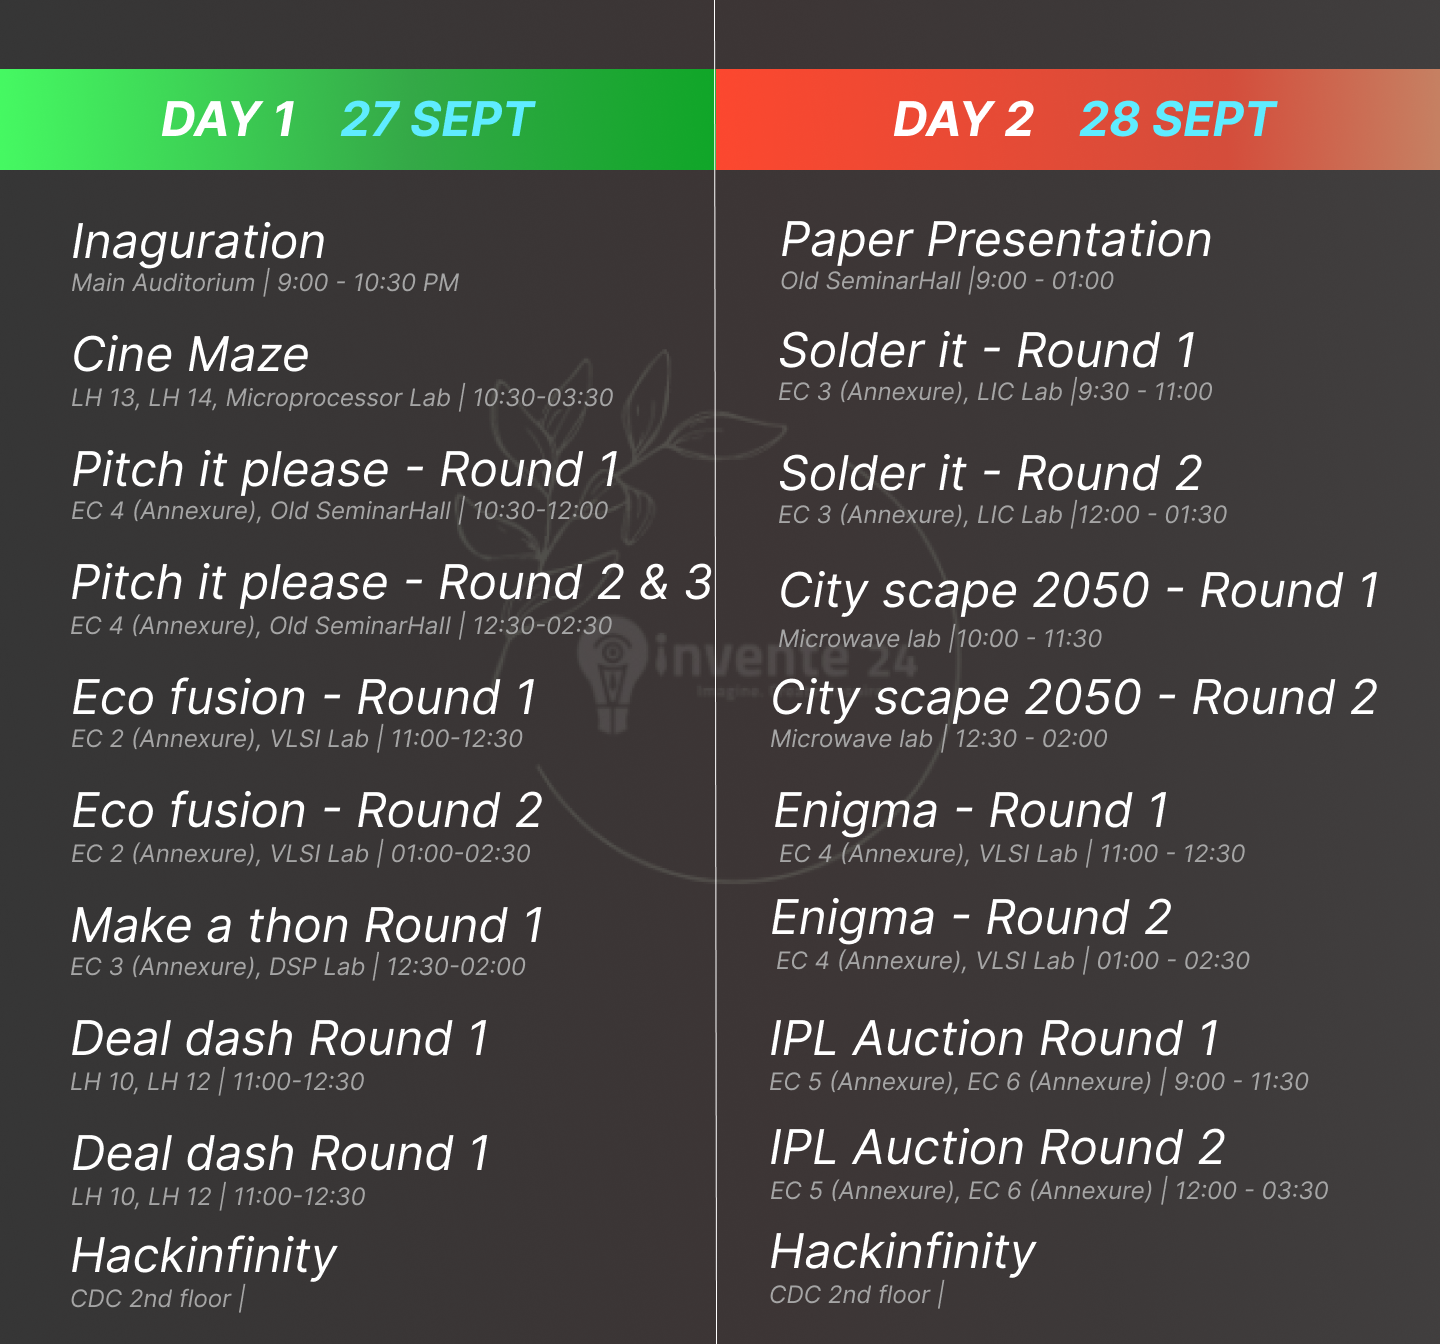 DAY 1 27 SEPT
Inaguration
Main Auditorium | 9:00 - 10:30 PM
Cine Maze
LH 13, LH 14, Microprocessor Lab | 10:30-03:30
Pitch it please - Round 1
EC 4 (Annexure), Old SeminarHall | 10:30-12:00
Pitch it please - Round 2 & 3
EC 4 (Annexure), Old SeminarHall | 12:30-02:30
Eco fusion - Round 1
EC 2 (Annexure), VLSI Lab | 11:00-12:30
Eco fusion - Round 2
EC 2 (Annexure), VLSI Lab | 01:00-02:30
Make a thon Round 1
EC 3 (Annexure), DSP Lab | 12:30-02:00
Deal dash Round 1
LH 10, LH 12 | 11:00-12:30
Deal dash Round 1
LH 10, LH 12 | 11:00-12:30
Hackinfinity
CDC 2nd floor |
DAY 2 28 SEPT
Paper Presentation
Old SeminarHall |9:00 - 01:00
Solder it - Round 1
EC 3 (Annexure), LIC Lab |9:30 - 11:00
Solder it - Round 2
EC 3 (Annexure), LIC Lab |12:00 - 01:30
City scape 2050 - Round 1
Microwave lab |10:00 - 11:30
City scape 2050 - Round 2
Microwave lab | 12:30 - 02:00
Enigma - Round 1
EC 4 (Annexure), VLSI Lab | 11:00 - 12:30
Enigma - Round 2
EC 4 (Annexure), VLSI Lab | 01:00 - 02:30
IPL Auction Round 1
EC 5 (Annexure), EC 6 (Annexure) | 9:00 - 11:30
IPL Auction Round 2
EC 5 (Annexure), EC 6 (Annexure) | 12:00 - 03:30
Hackinfinity
CDC 2nd floor |
invente 24
Imagine.